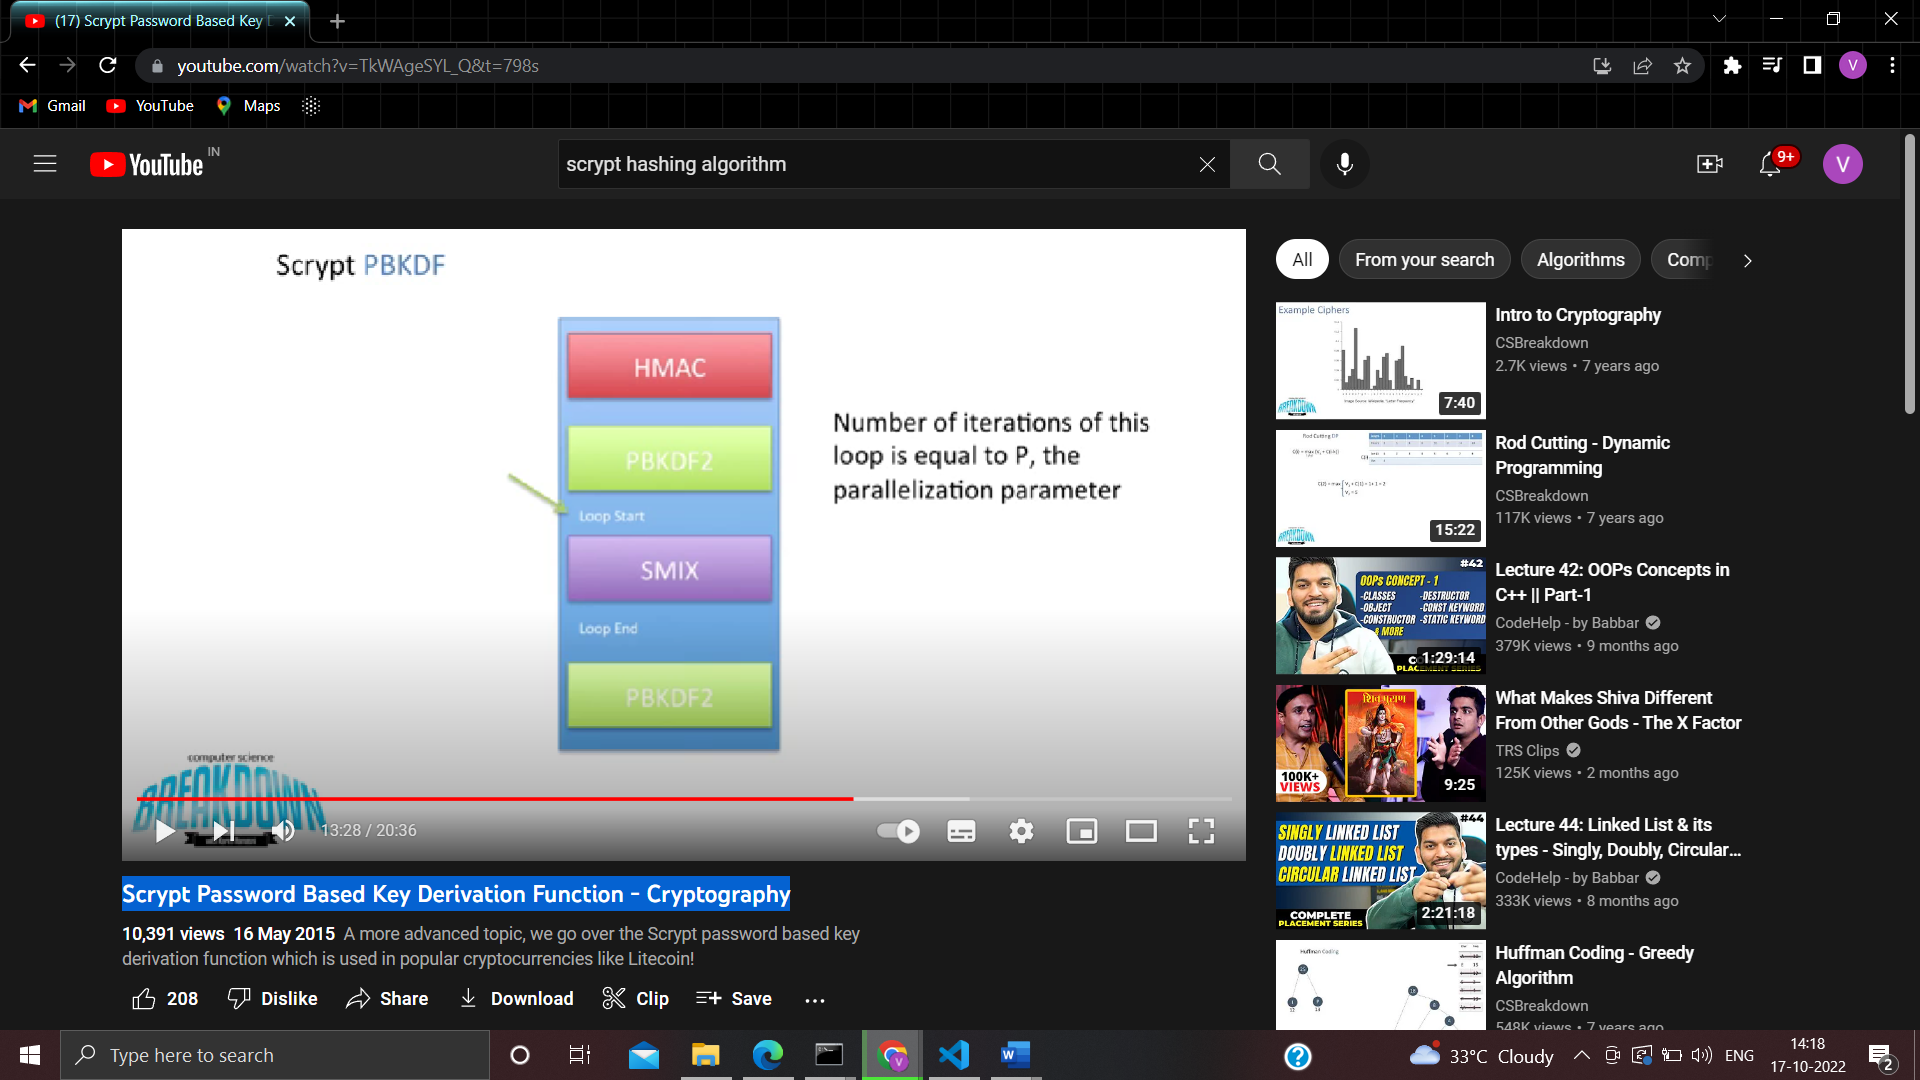 (17) Scrypt Password Based Key
youtube.com/watch?v=TkWAgeSYL_Q&t=798s
V
Gmail
YouTube
Maps
YouTube IN
scrypt hashing algorithm
9+
V
Scrypt PBKDF
HMAC
PBKDF2
Loop Start
SMIX
Loop End
PBKDF2
Number of iterations of this
loop is equal to P, the
parallelization parameter
computer science
BREAKDOWN
13:28 / 20:36
Scrypt Password Based Key Derivation Function - Cryptography
10,391 views 16 May 2015 A more advanced topic, we go over the Scrypt password based key
derivation function which is used in popular cryptocurrencies like Litecoin!
208
Dislike
Share
Download
Clip
Save
...
All
From your search
Algorithms
Comp
Example Ciphers
BREAKDOWN
7:40
Intro to Cryptography
CSBreakdown
2.7K views • 7 years ago
Rod Cutting DP
15:22
Rod Cutting - Dynamic
Programming
CSBreakdown
117K views • 7 years ago
#42
OOPs CONCEPT - 1
-CLASSES -DESTRUCTOR
-OBJECT -CONST KEYWORD
-CONSTRUCTOR -STATIC KEYWORD
& MORE
1:29:14
Lecture 42: OOPs Concepts in
C++ || Part-1
CodeHelp - by Babbar
379K views • 9 months ago
100K+
VIEWS
9:25
What Makes Shiva Different
From Other Gods - The X Factor
TRS Clips
125K views • 2 months ago
#44
SINGLY LINKED LIST
DOUBLY LINKED LIST
CIRCULAR LINKED LIST
COMPLETE
PLACEMENT SERIES
2:21:18
Lecture 44: Linked List & its
types - Singly, Doubly, Circular...
CodeHelp - by Babbar
333K views • 8 months ago
Huffman Coding
Huffman Coding - Greedy
Algorithm
CSBreakdown
548K views • 7 years ago
Type here to search
33°C Cloudy
ENG
14:18
17-10-2022
2